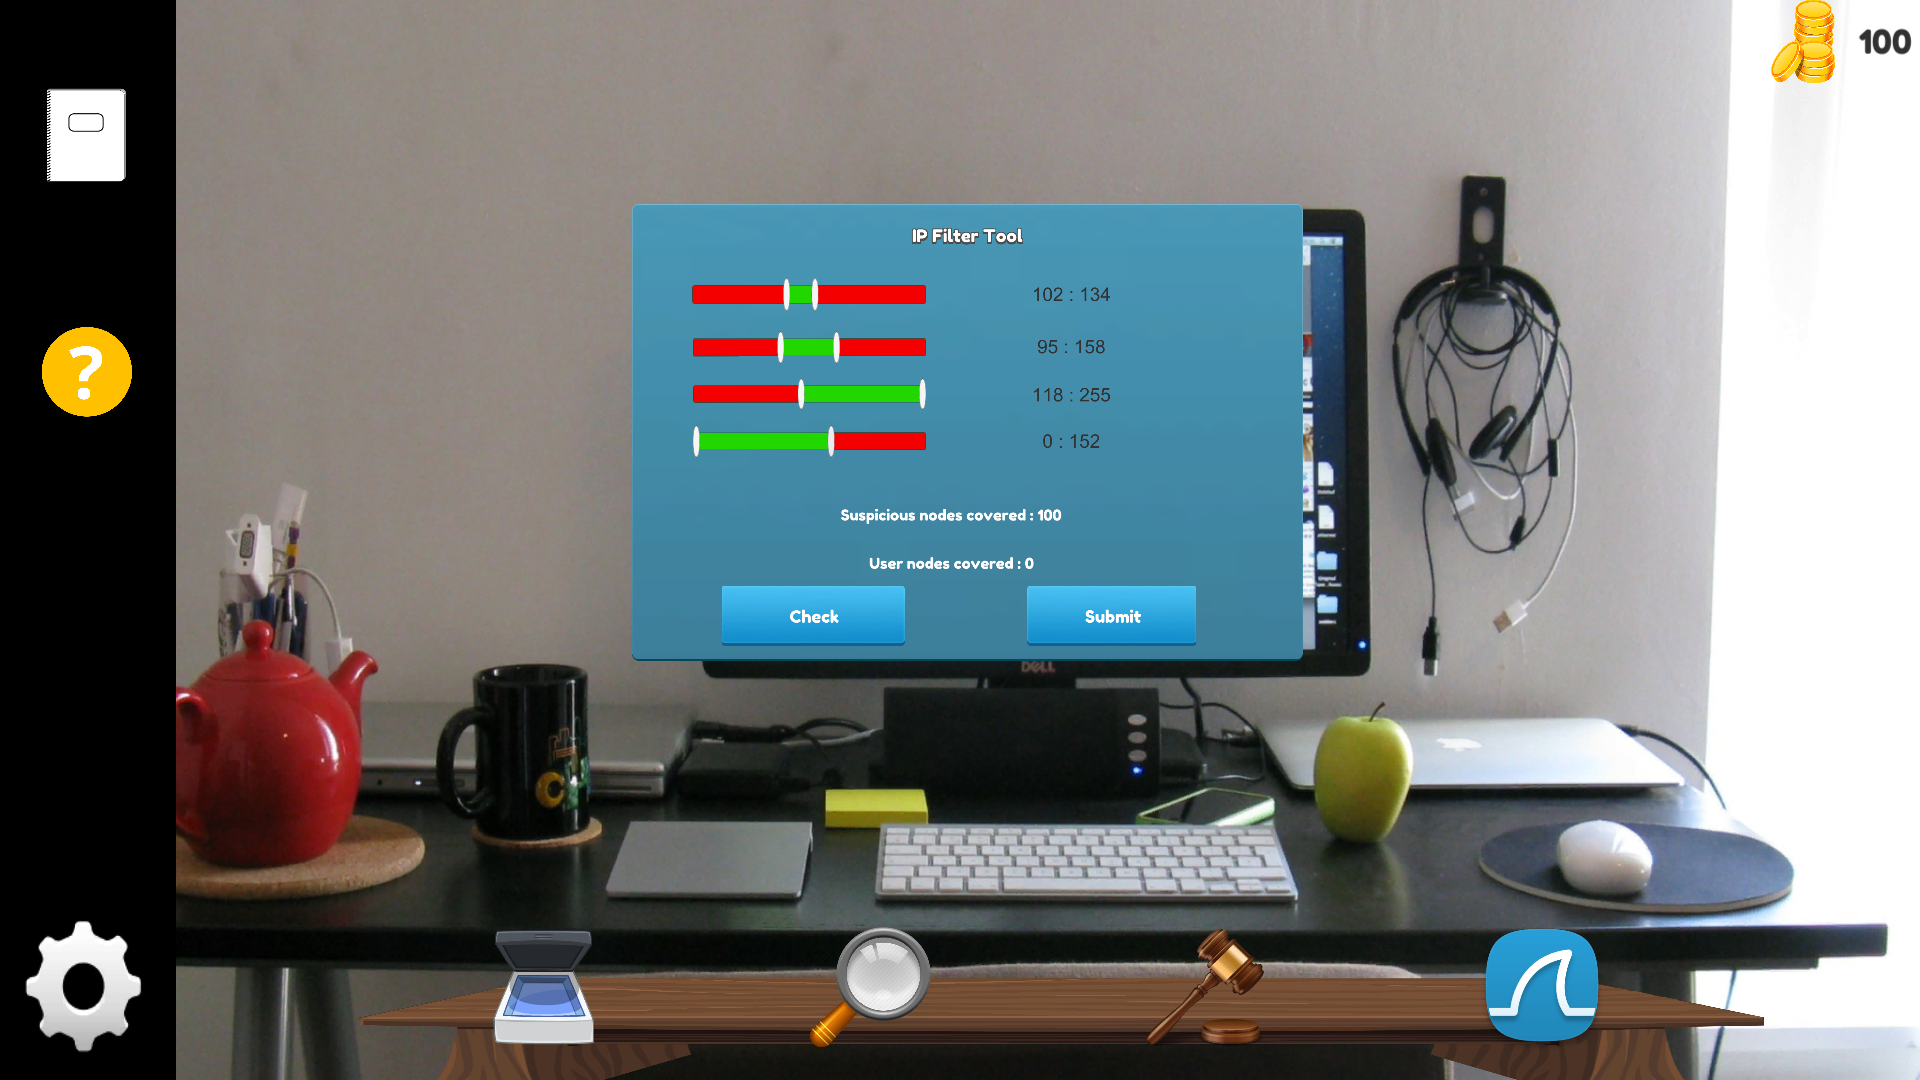 100
IP Filter Tool
102 : 134
95 : 158
118 : 255
0 : 152
Suspicious nodes covered : 100
User nodes covered : 0
Check
Submit
DELL
?